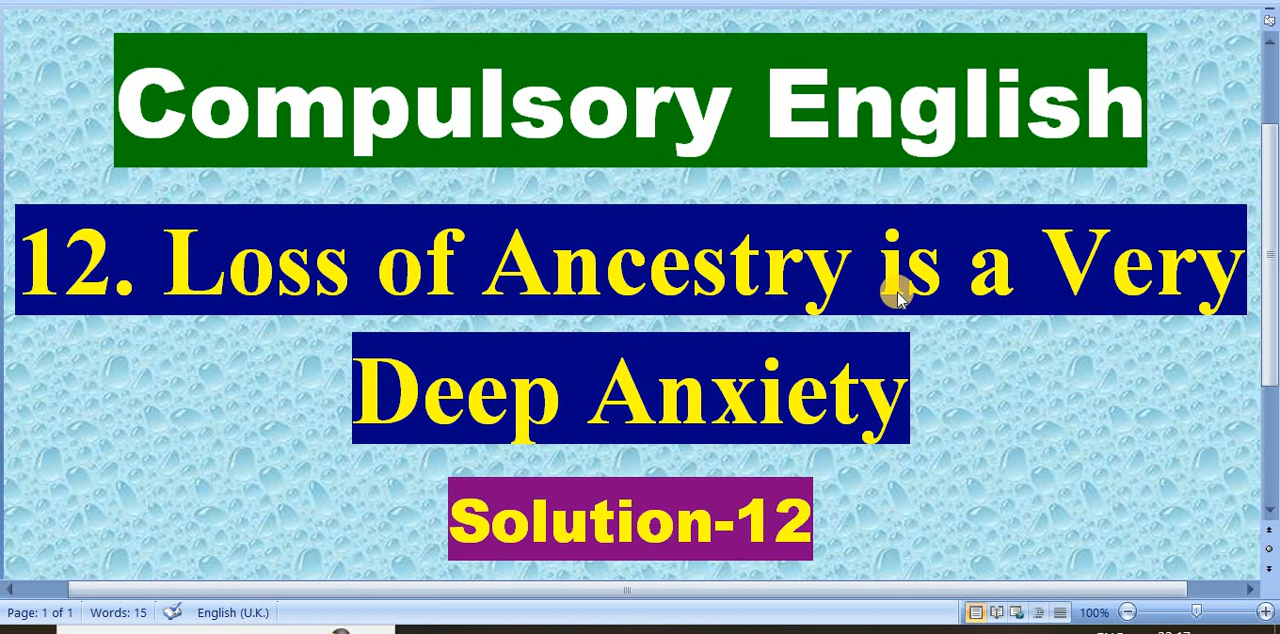 Compulsory English
12. Loss of Ancestry is a Very
Deep Anxiety
Solution-12
Page: 1 of 1 Words: 15 English (U.K.) 100%